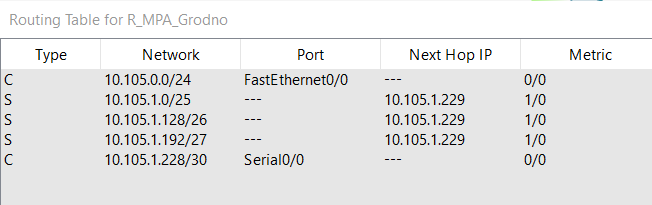 Routing Table for R_MPA_Grodno
Type Network Port Next Hop IP Metric
C 10.105.0.0/24 FastEthernet0/0 --- 0/0
S 10.105.1.0/25 --- 10.105.1.229 1/0
S 10.105.1.128/26 --- 10.105.1.229 1/0
S 10.105.1.192/27 --- 10.105.1.229 1/0
C 10.105.1.228/30 Serial0/0 --- 0/0